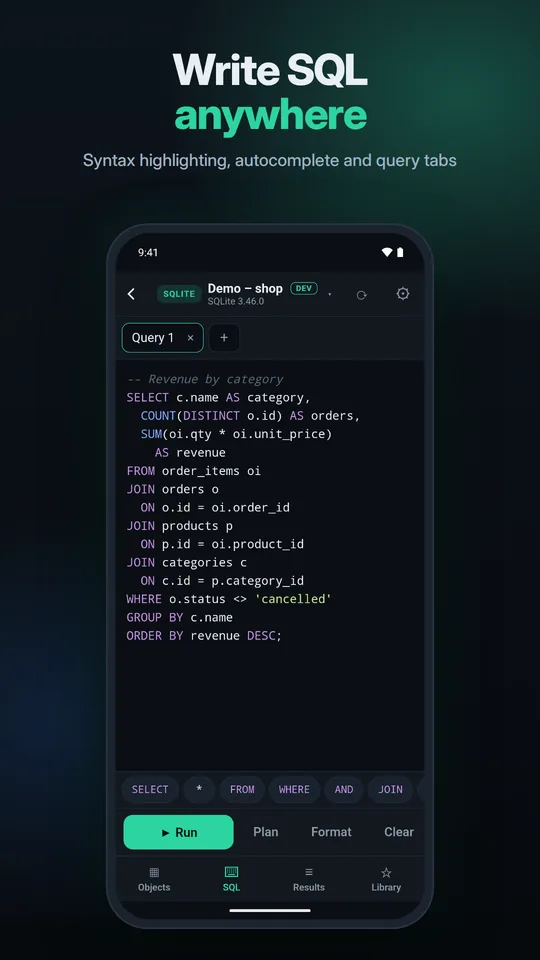 Write SQL
anywhere
Syntax highlighting, autocomplete and query tabs
9:41
SQLITE Demo – shop DEV
SQLite 3.46.0
Query 1 × +
-- Revenue by category
SELECT c.name AS category,
  COUNT(DISTINCT o.id) AS orders,
  SUM(oi.qty * oi.unit_price)
    AS revenue
FROM order_items oi
JOIN orders o
  ON o.id = oi.order_id
JOIN products p
  ON p.id = oi.product_id
JOIN categories c
  ON c.id = p.category_id
WHERE o.status <> 'cancelled'
GROUP BY c.name
ORDER BY revenue DESC;
SELECT * FROM WHERE AND JOIN
Run Plan Format Clear
Objects SQL Results Library